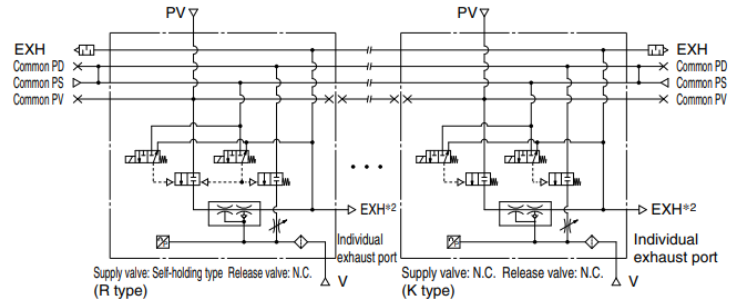 PV
PV
EXH
EXH
Common PD
Common PD
Common PS
Common PS
Common PV
Common PV
EXH*2
EXH*2
Individual
exhaust port
Individual
exhaust port
Supply valve: Self-holding type Release valve: N.C.
(R type)
V
Supply valve: N.C. Release valve: N.C.
(K type)
V